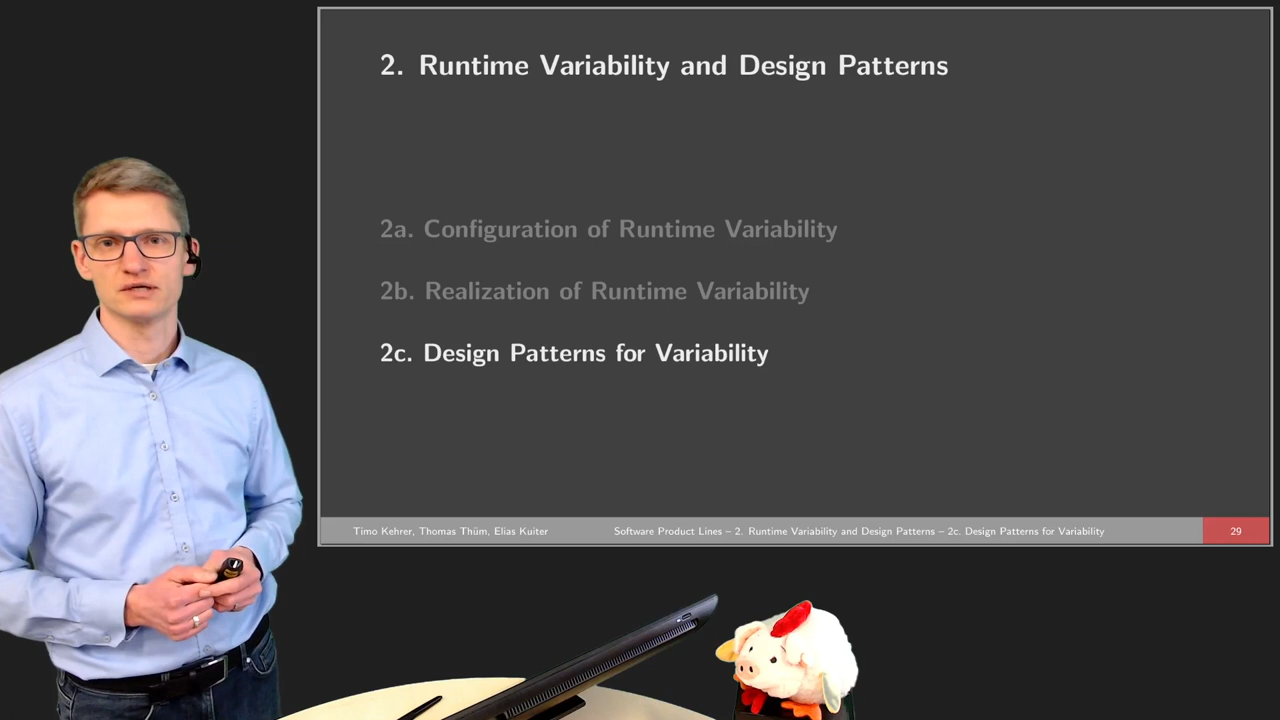 2. Runtime Variability and Design Patterns
2a. Configuration of Runtime Variability
2b. Realization of Runtime Variability
2c. Design Patterns for Variability
Timo Kehrer, Thomas Thüm, Elias Kuiter Software Product Lines – 2. Runtime Variability and Design Patterns – 2c. Design Patterns for Variability 29